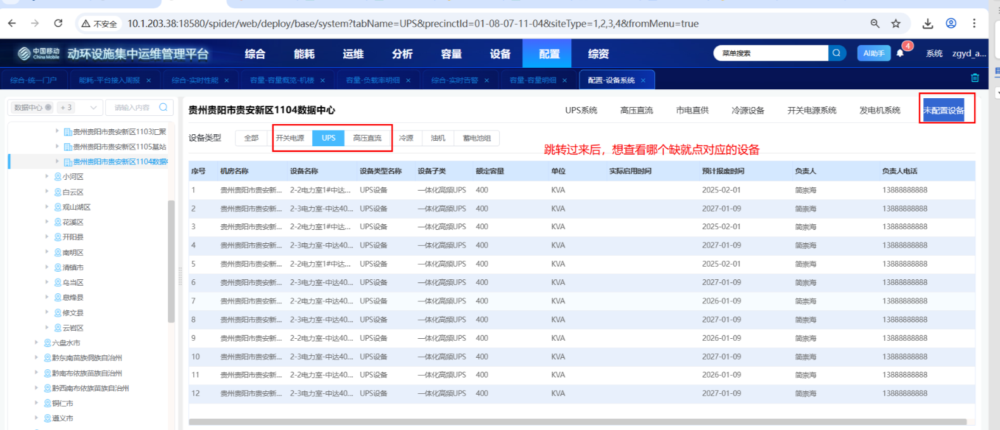 不安全 10.1.203.38:18580/spider/web/deploy/base/system?tabName=UPS&precinctId=01-08-07-11-04&siteType=1,2,3,4&fromMenu=true
中国移动 China Mobile 动环设施集中运维管理平台 综合 能耗 运维 分析 容量 设备 配置 综资 菜单搜索 AI助手 4 系统 zgyd_a...
综合-统一门户 能耗-平台接入周报 × 综合-实时性能 × 容量-容量概览-机楼 × 容量-负载率明细 × 综合-实时告警 × 容量-容量明细 × 配置-设备系统 ×
数据中心 + 3 请输入内容
贵州贵阳市贵安新区1103汇聚
贵州贵阳市贵安新区1105基站
贵州贵阳市贵安新区1104数据
小河区
白云区
观山湖区
花溪区
开阳县
南明区
清镇市
乌当区
息烽县
修文县
云岩区
六盘水市
黔东南苗族侗族自治州
黔南布依族苗族自治州
黔西南布依族苗族自治州
铜仁市
遵义市
贵州贵阳市贵安新区1104数据中心 UPS系统 高压直流 市电直供 冷源设备 开关电源系统 发电机系统 未配置设备
设备类型 全部 开关电源 UPS 高压直流 冷源 油机 蓄电池组
跳转过来后，想查看哪个缺就点对应的设备
序号 机房名称 设备名称 设备类型名称 设备子类 额定容量 单位 实际启用时间 预计报废时间 负责人 负责人电话
1 贵州贵阳市贵安新... 2-2电力室1#中达... UPS设备 一体化高频UPS 400 KVA 2025-02-01 简崇海 13888888888
2 贵州贵阳市贵安新... 2-3电力室-中达40... UPS设备 一体化高频UPS 400 KVA 2027-01-09 简崇海 13888888888
3 贵州贵阳市贵安新... 2-2电力室1#中达... UPS设备 一体化高频UPS 400 KVA 2025-02-01 简崇海 13888888888
4 贵州贵阳市贵安新... 2-3电力室-中达40... UPS设备 一体化高频UPS 400 KVA 2027-01-09 简崇海 13888888888
5 贵州贵阳市贵安新... 2-2电力室1#中达... UPS设备 一体化高频UPS 400 KVA 2025-02-01 简崇海 13888888888
6 贵州贵阳市贵安新... 2-3电力室-中达40... UPS设备 一体化高频UPS 400 KVA 2027-01-09 简崇海 13888888888
7 贵州贵阳市贵安新... 2-2电力室-中达40... UPS设备 一体化高频UPS 400 KVA 2026-01-09 简崇海 13888888888
8 贵州贵阳市贵安新... 2-3电力室-中达40... UPS设备 一体化高频UPS 400 KVA 2027-01-09 简崇海 13888888888
9 贵州贵阳市贵安新... 2-2电力室-中达40... UPS设备 一体化高频UPS 400 KVA 2026-01-09 简崇海 13888888888
10 贵州贵阳市贵安新... 2-3电力室-中达40... UPS设备 一体化高频UPS 400 KVA 2027-01-09 简崇海 13888888888
11 贵州贵阳市贵安新... 2-2电力室-中达40... UPS设备 一体化高频UPS 400 KVA 2026-01-09 简崇海 13888888888
12 贵州贵阳市贵安新... 2-3电力室-中达40... UPS设备 一体化高频UPS 400 KVA 2027-01-09 简崇海 13888888888